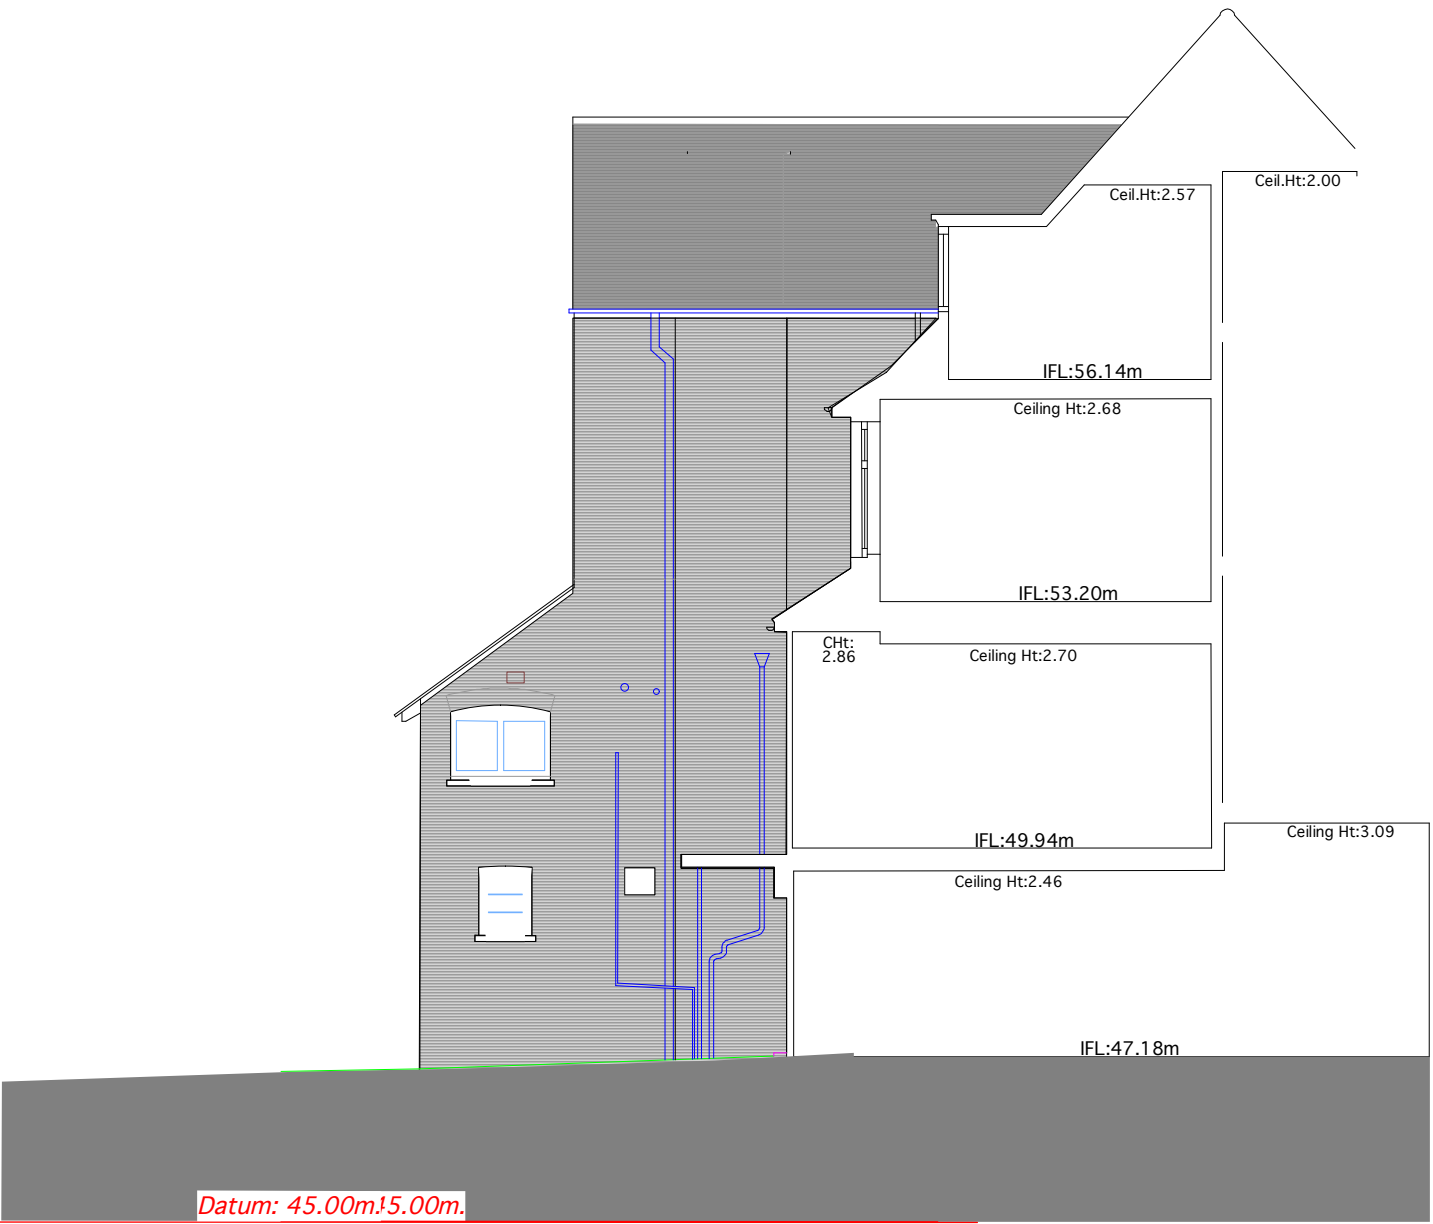 Ceil.Ht:2.00
Ceil.Ht:2.57
IFL:56.14m
Ceiling Ht:2.68
IFL:53.20m
CHt:
2.86
Ceiling Ht:2.70
IFL:49.94m
Ceiling Ht:3.09
Ceiling Ht:2.46
IFL:47.18m
Datum: 45.00m. 5.00m.